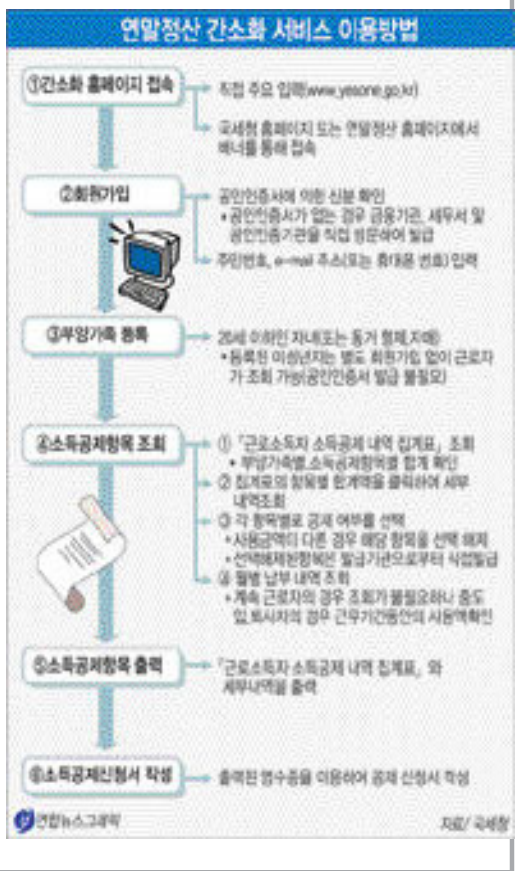 연말정산 간소화 서비스 이용방법
①간소화 홈페이지 접속
직접 주요 입력(www.yesone.go.kr)
국세청 홈페이지 또는 연말정산 홈페이지에서
배너를 통해 접속
②회원가입
공인인증서에 의한 신분 확인
공인인증서가 없는 경우 금융기관, 세무서 및
공인인증기관을 직접 방문하여 발급
주민번호, e-mail 주소(또는 휴대폰 번호) 입력
③부양가족 등록
20세 이하인 자녀(또는 동거 형제,자매)
등록된 미성년자는 별도 회원가입 없이 근로자
가 조회 가능(공인인증서 발급 불필요)
④소득공제항목 조회
① 「근로소득자 소득공제 내역 집계표」 조회
부양가족별,소득공제항목별 합계 확인
② 집계표의 항목별 합계액을 클릭하여 세부
내역조회
③ 각 항목별로 공제 여부를 선택
사용금액이 다른 경우 해당 항목을 선택 해제
선택해제된항목은 발급기관으로부터 직접발급
④ 월별 납부 내역 조회
계속 근로자의 경우 조회가 불필요하나 중도
입,퇴사자의 경우 근무기간동안의 사용액확인
⑤소득공제항목 출력
「근로소득자 소득공제 내역 집계표」와
세부내역을 출력
⑥소득공제신청서 작성
출력된 영수증을 이용하여 공제 신청서 작성
연합뉴스그래픽
자료/ 국세청